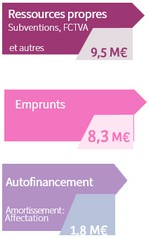 Ressources propres
Subventions, FCTVA
et autres
9,5 M€
Emprunts
8,3 M€
Autofinancement
Amortissement:
Affectation
1,8 M€